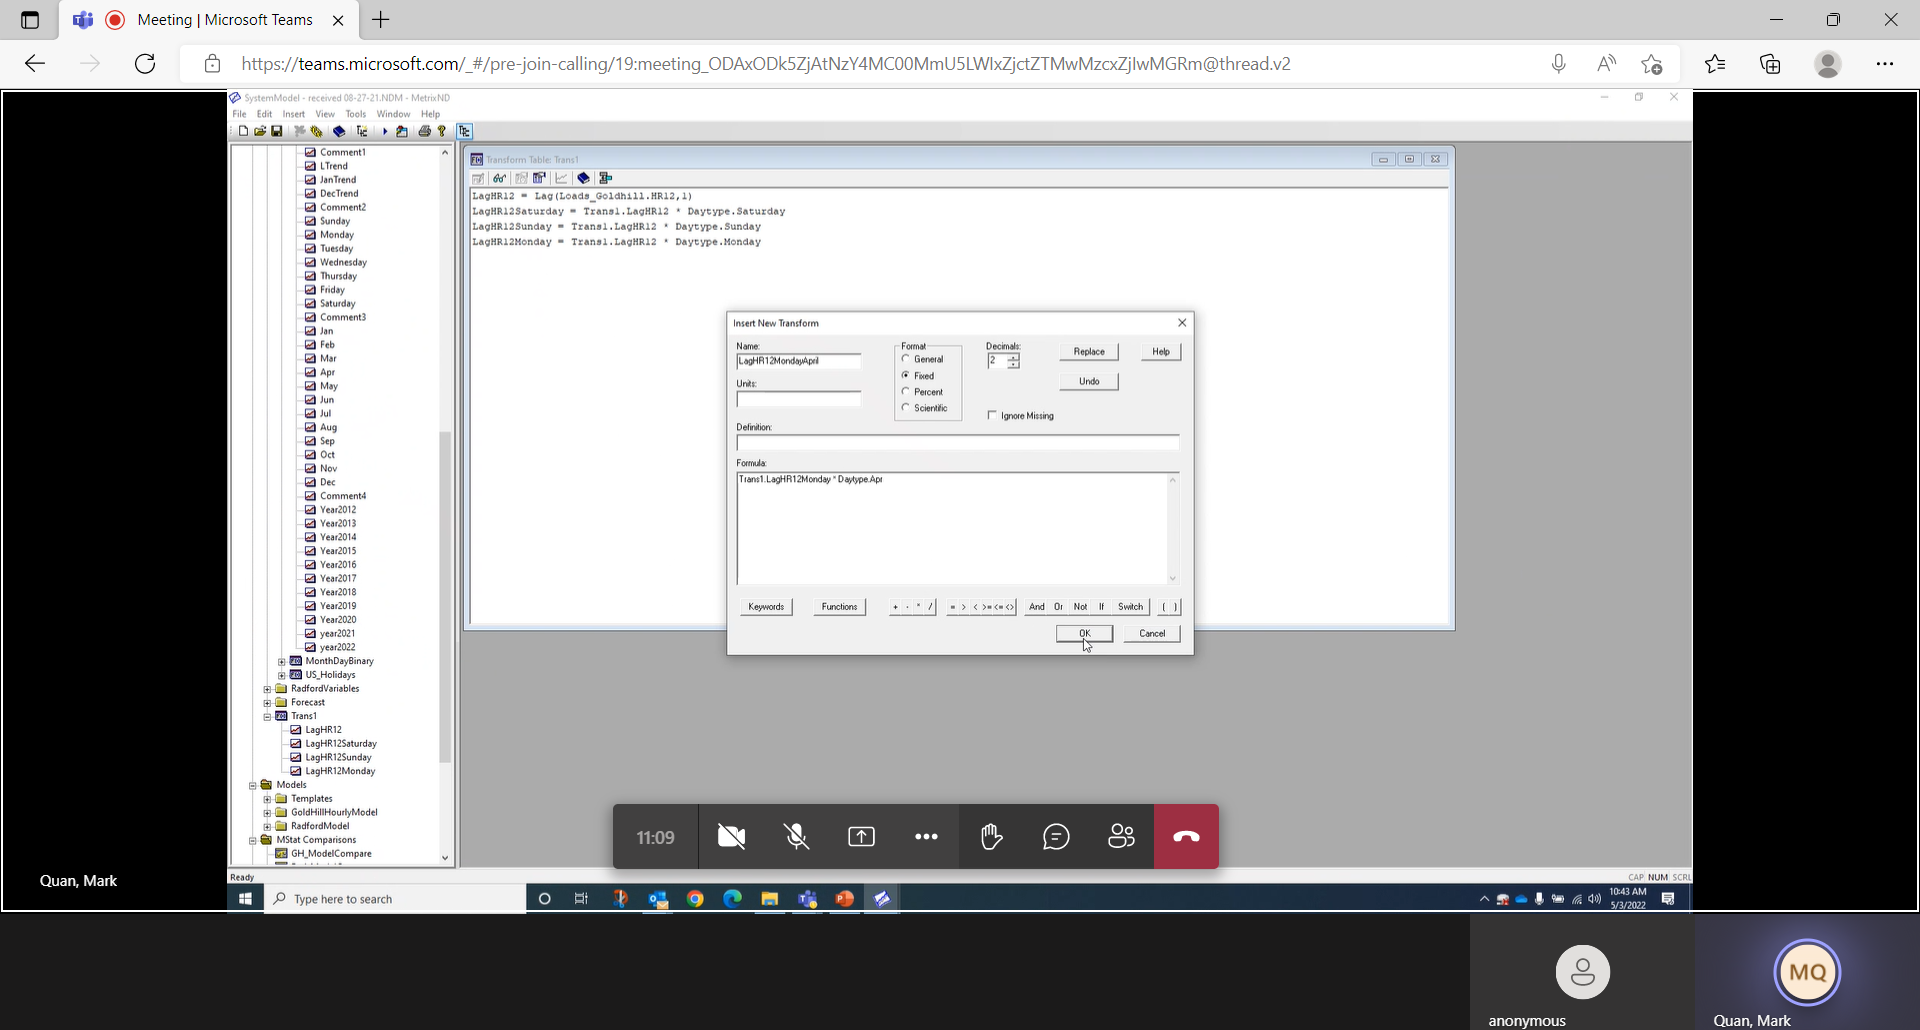 Meeting | Microsoft Teams
https://teams.microsoft.com/_#/pre-join-calling/19:meeting_ODAxODk5ZjAtNzY4MC00MmU5LWIxZjctZTMwMzcxZjIwMGRm@thread.v2
SystemModel - received 08-27-21.NDM - MetrixND
File Edit Insert View Tools Window Help
Comment1
LTrend
JanTrend
DecTrend
Comment2
Sunday
Monday
Tuesday
Wednesday
Thursday
Friday
Saturday
Comment3
Jan
Feb
Mar
Apr
May
Jun
Jul
Aug
Sep
Oct
Nov
Dec
Comment4
Year2012
Year2013
Year2014
Year2015
Year2016
Year2017
Year2018
Year2019
Year2020
year2021
year2022
MonthDayBinary
US_Holidays
RadfordVariables
Forecast
Trans1
LagHR12
LagHR12Saturday
LagHR12Sunday
LagHR12Monday
Models
Templates
GoldHillHourlyModel
RadfordModel
MStat Comparisons
GH_ModelCompare
Transform Table: Trans1
LagHR12 = Lag(Loads_Goldhill.HR12,1)
LagHR12Saturday = Trans1.LagHR12 * Daytype.Saturday
LagHR12Sunday = Trans1.LagHR12 * Daytype.Sunday
LagHR12Monday = Trans1.LagHR12 * Daytype.Monday
Insert New Transform
Name:
LagHR12MondayApril
Units:
Format
General
Fixed
Percent
Scientific
Decimals:
2
Replace
Help
Undo
Ignore Missing
Definition:
Formula:
Trans1.LagHR12Monday * Daytype.Apr
Keywords Functions + - * / = > < >= <= <> And Or Not If Switch ( )
OK Cancel
11:09
Quan, Mark
Ready
CAP NUM SCRL
Type here to search
10:43 AM
5/3/2022
MQ
anonymous
Quan, Mark